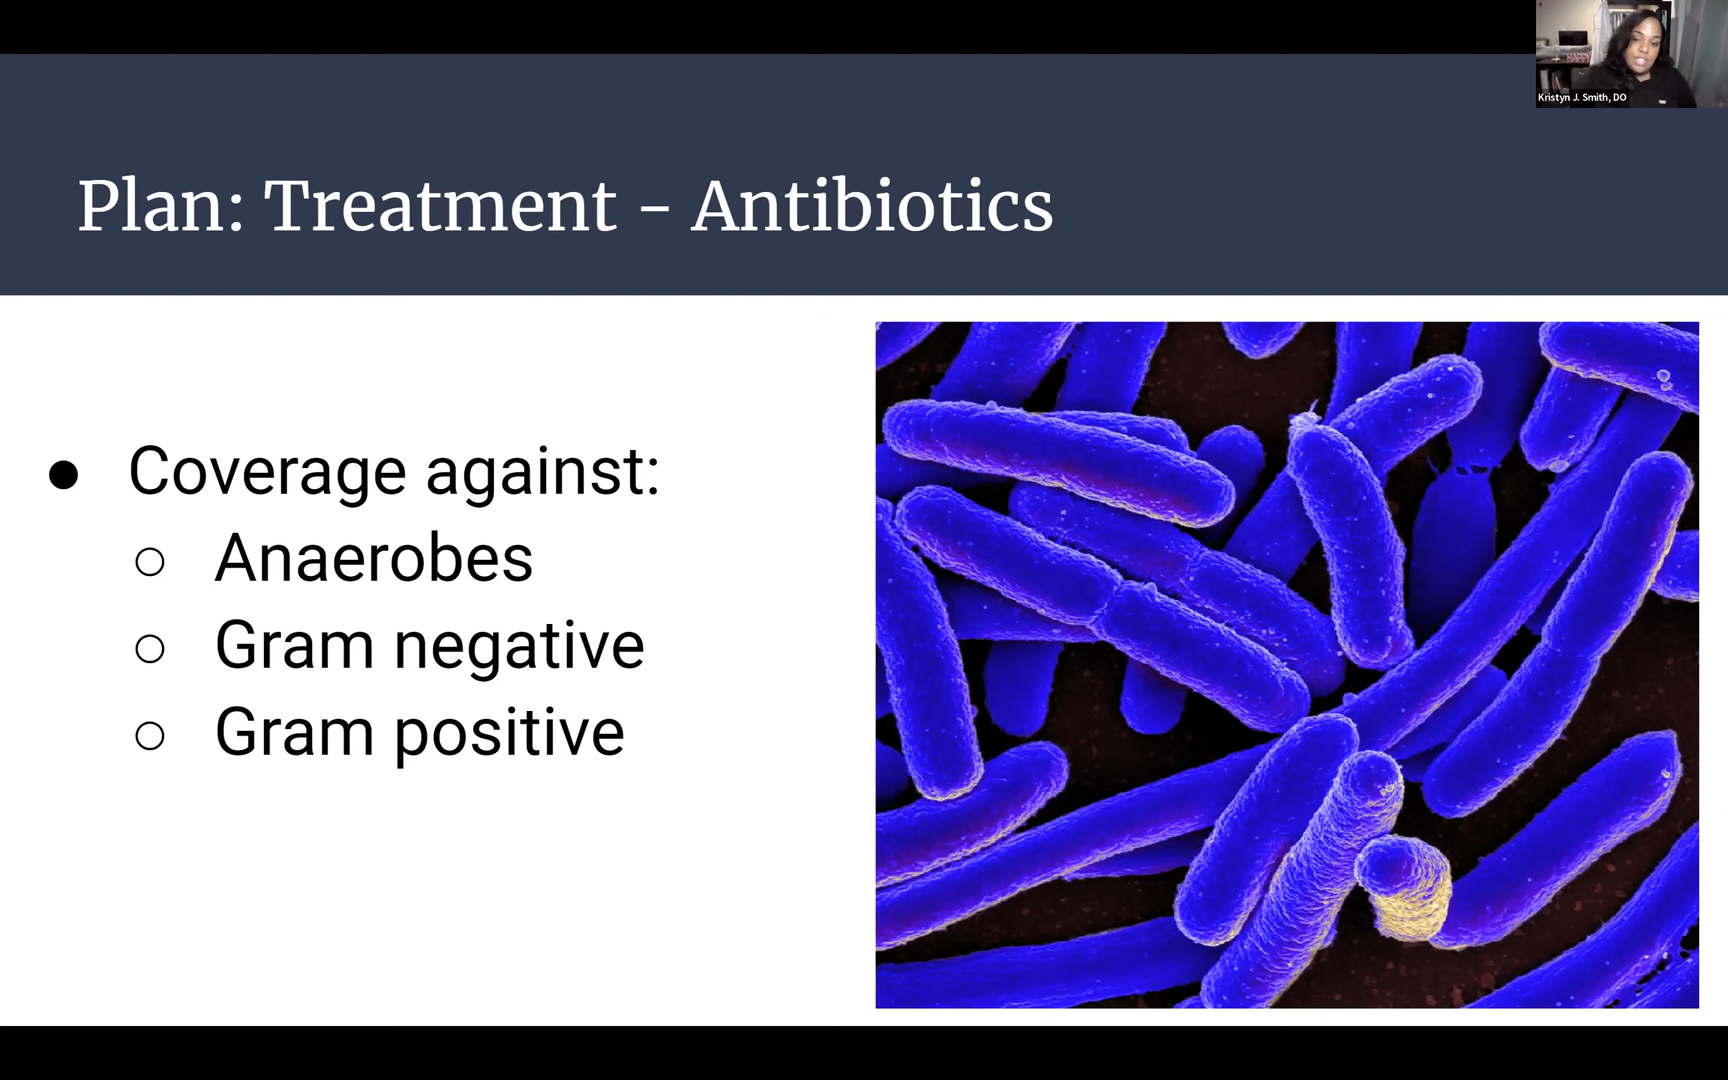 Kristyn J. Smith, DO
Plan: Treatment - Antibiotics
● Coverage against:
○ Anaerobes
○ Gram negative
○ Gram positive